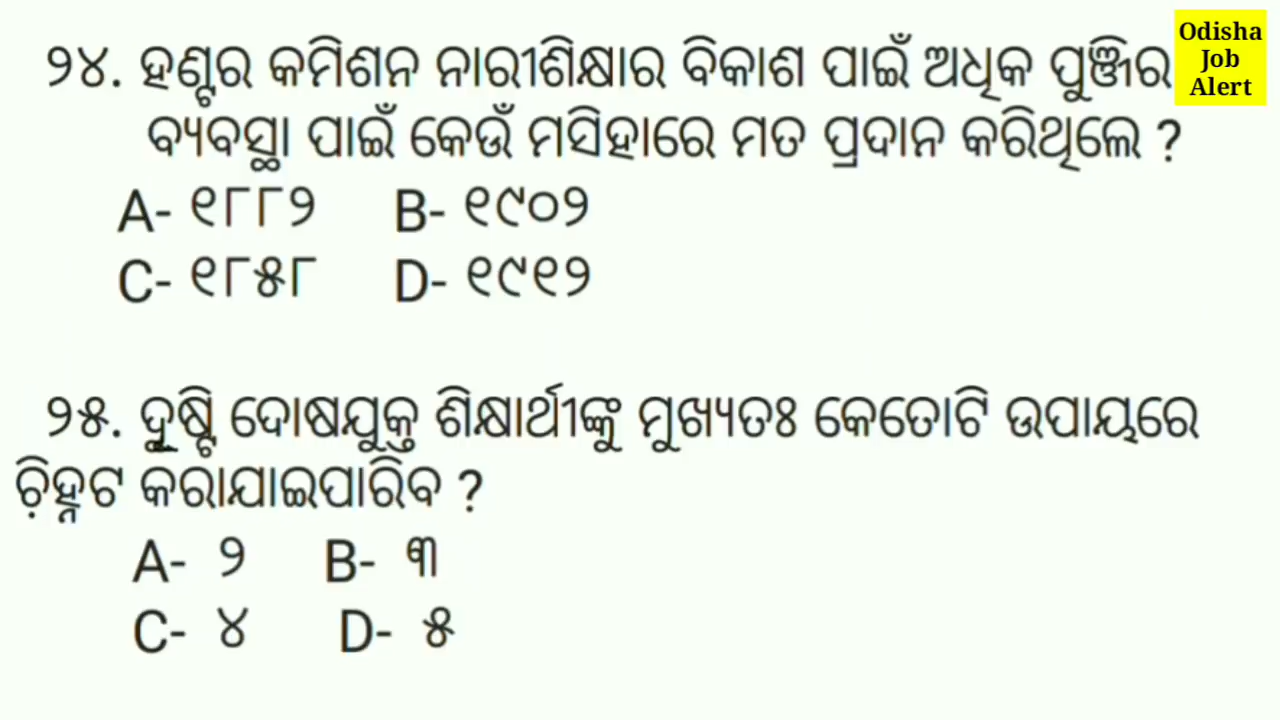 ୨୪. ହଣ୍ଟର କମିଶନ ନାରୀଶିକ୍ଷାର ବିକାଶ ପାଇଁ ଅଧିକ ପୁଞ୍ଜିର
ବ୍ୟବସ୍ଥା ପାଇଁ କେଉଁ ମସିହାରେ ମତ ପ୍ରଦାନ କରିଥିଲେ ?
A- ୧୮୮୨ B- ୧୯୦୨
C- ୧୮୫୮ D- ୧୯୧୨
୨୫. ଦୁଷ୍ଟି ଦୋଷଯୁକ୍ତ ଶିକ୍ଷାର୍ଥୀଙ୍କୁ ମୁଖ୍ୟତଃ କେତୋଟି ଉପାୟରେ
ଚ଼ିହ୍ନଟ କରାଯାଇପାରିବ ?
A- ୨ B- ୩
C- ୪ D- ୫
Odisha
Job
Alert